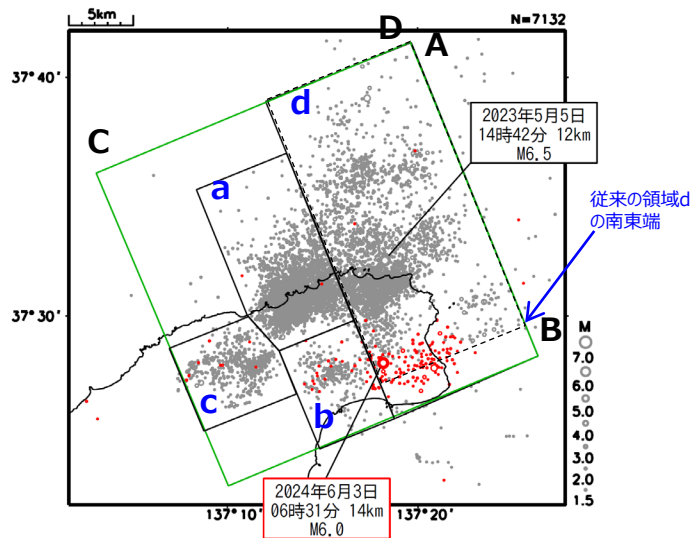 5km
N=7132
D
A
37°40'
d
2023年5月5日
14時42分 12km
M6.5
C
a
従来の領域d
の南東端
37°30'
B
M
7.0
6.0
5.0
4.0
3.0
2.0
1.5
c
b
2024年6月3日
06時31分 14km
M6.0
137°10'
137°20'